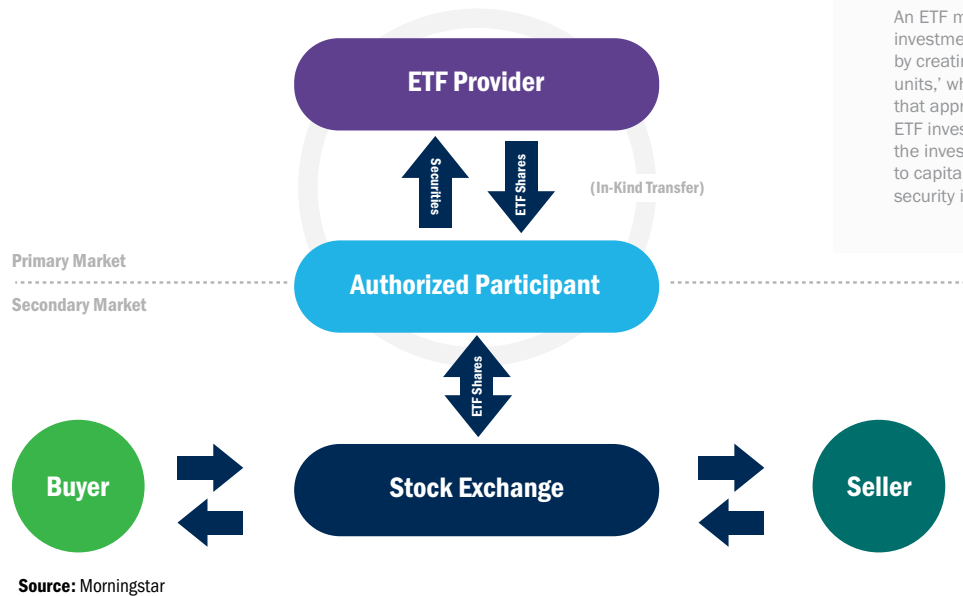 An ETF
investme
by creatin
units,’ wh
that appr
ETF inves
the inves
to capita
security i
ETF Provider
Securities
ETF Shares
(In-Kind Transfer)
Primary Market
Authorized Participant
Secondary Market
ETF Shares
Buyer
Stock Exchange
Seller
Source: Morningstar